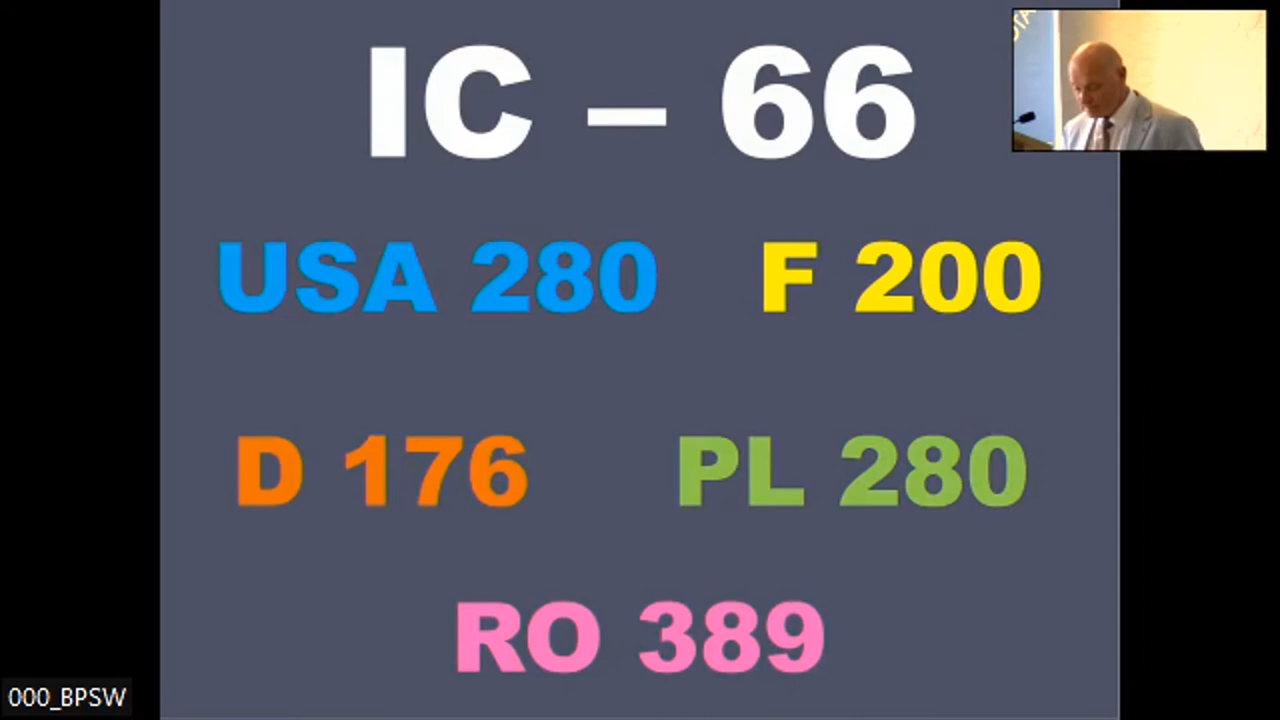 IC – 66
USA 280 F 200
D 176 PL 280
RO 389
000_BPSW